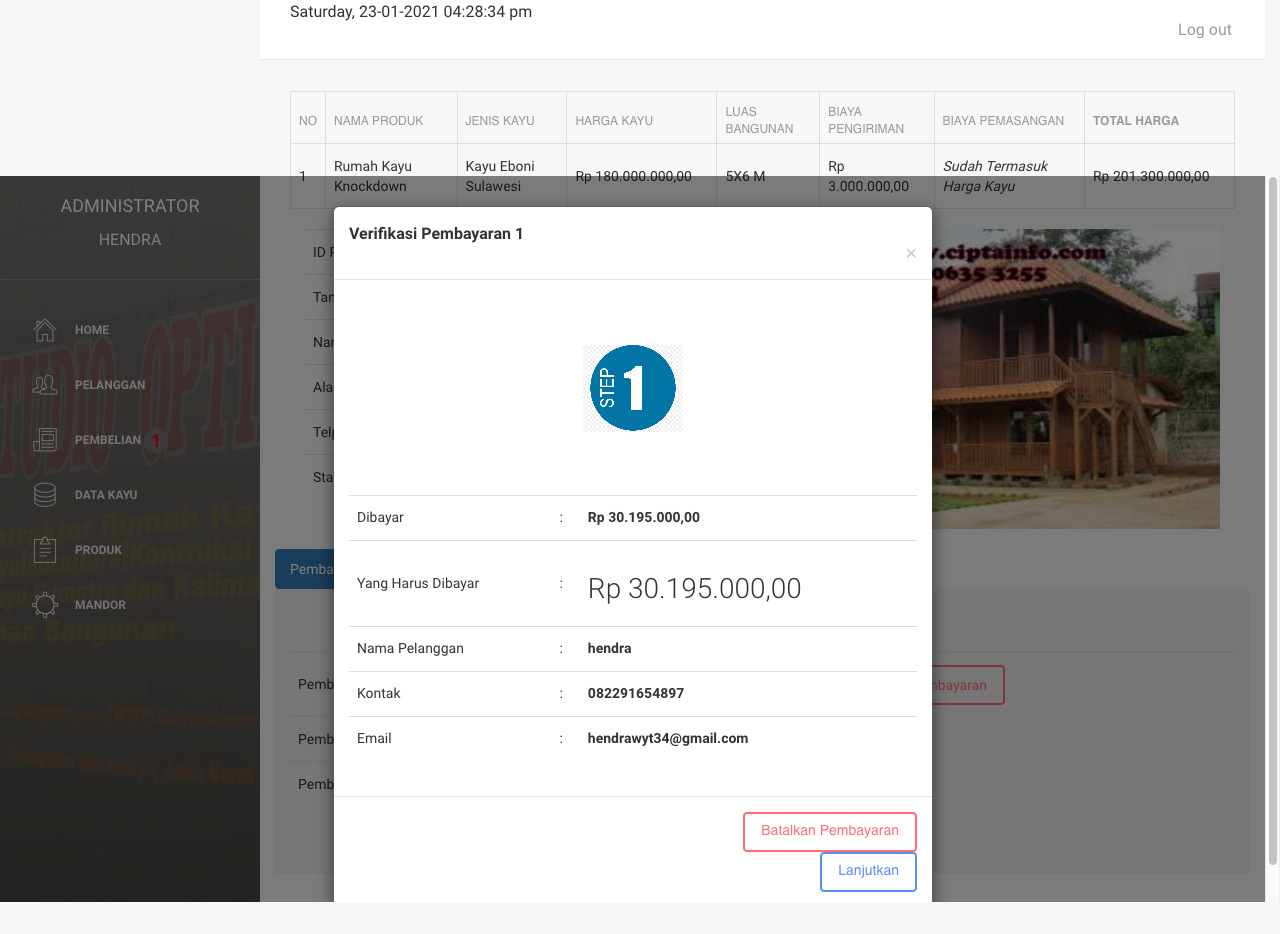 Saturday, 23-01-2021 04:28:34 pm
Log out
NO
NAMA PRODUK
JENIS KAYU
HARGA KAYU
LUAS
BANGUNAN
BIAYA
PENGIRIMAN
BIAYA PEMASANGAN
TOTAL HARGA
1
Rumah Kayu
Knockdown
Kayu Eboni
Sulawesi
Rp 180.000.000,00
5X6 M
Rp
3.000.000,00
Sudah Termasuk
Harga Kayu
Rp 201.300.000,00
ADMINISTRATOR
HENDRA
HOME
PELANGGAN
PEMBELIAN 1
DATA KAYU
PRODUK
MANDOR
Verifikasi Pembayaran 1
×
STEP 1
Dibayar : Rp 30.195.000,00
Yang Harus Dibayar : Rp 30.195.000,00
Nama Pelanggan : hendra
Kontak : 082291654897
Email : hendrawyt34@gmail.com
Batalkan Pembayaran
Lanjutkan
ID
Tan
Nar
Ala
Telp
Sta
.ciptainfo.com
0635 3255
Pemba
Pemb
nbayaran
Pemb
Pemb